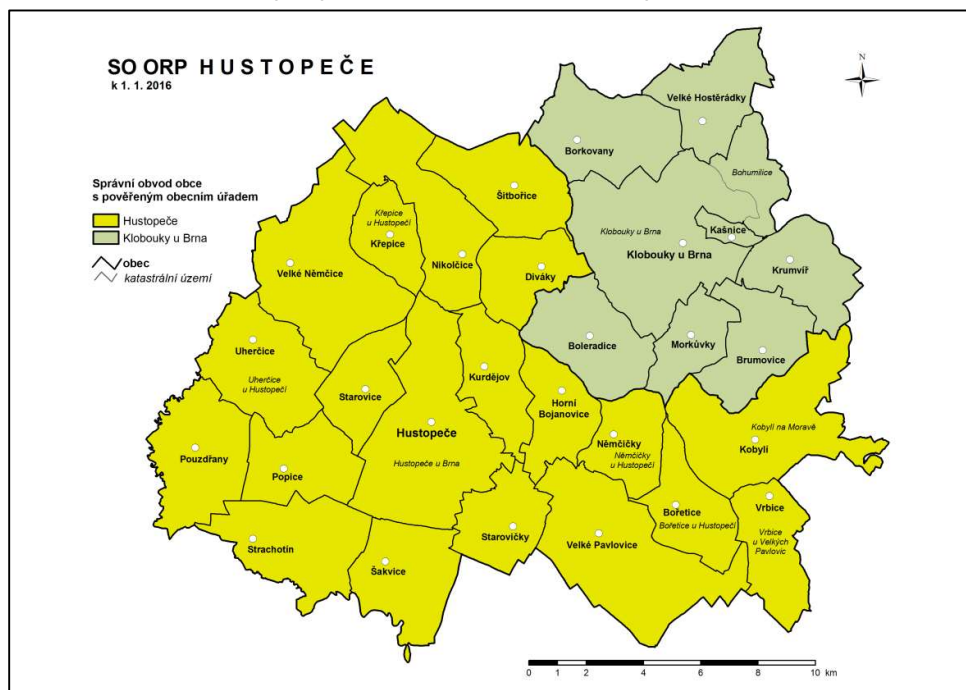 SO ORP HUSTOPEČE
k 1. 1. 2016
N
Správní obvod obce
s pověřeným obecním úřadem
Hustopeče
Klobouky u Brna
obec
katastrální území
Velké Hostěrádky
Borkovany
Bohumilice
Šitbořice
Křepice
u Hustopečí
Křepice
Klobouky u Brna
Kašnice
Klobouky u Brna
Nikolčice
Velké Němčice
Diváky
Krumvíř
Uherčice
Boleradice
Morkůvky
Brumovice
Uherčice
u Hustopečí
Starovice
Kurdějov
Horní
Bojanovice
Hustopeče
Hustopeče u Brna
Němčičky
Němčičky
u Hustopečí
Kobylí na Moravě
Kobylí
Pouzdřany
Popice
Bořetice
Bořetice u Hustopečí
Vrbice
Vrbice
u Velkých
Pavlovic
Strachotín
Starovičky
Velké Pavlovice
Šakvice
0 1 2 4 6 8 10 km